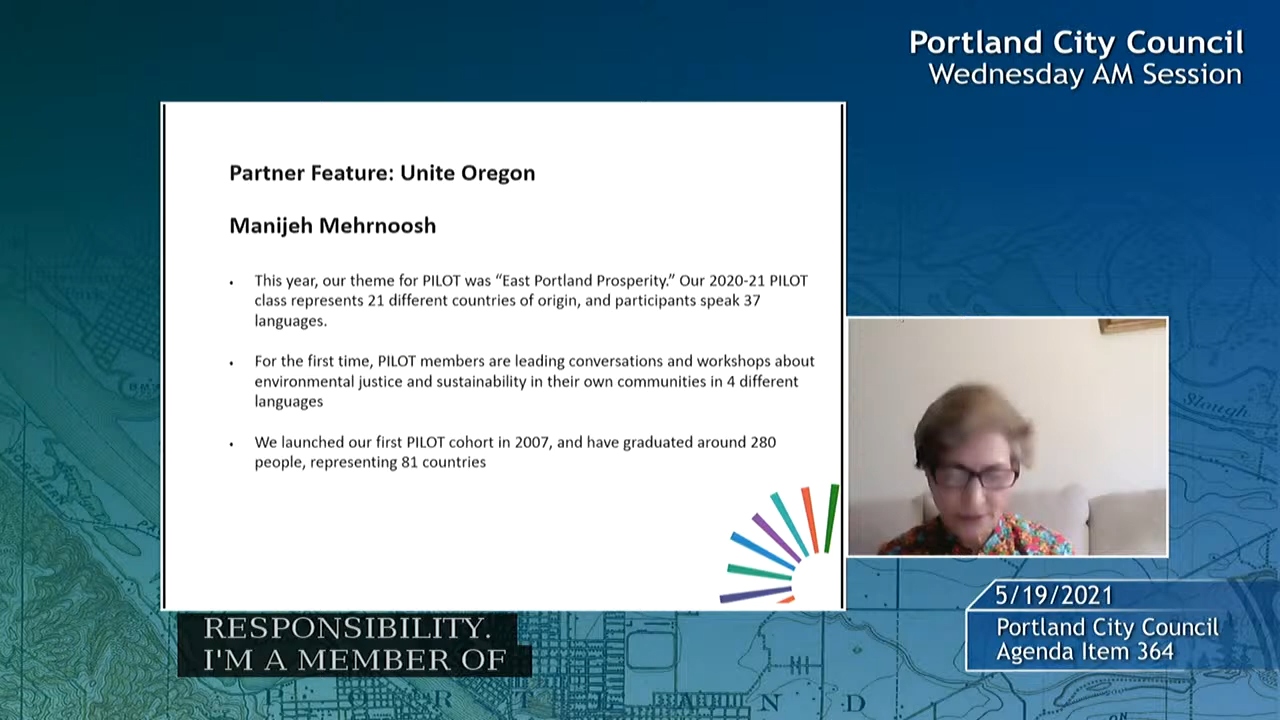 Portland City Council
Wednesday AM Session
Partner Feature: Unite Oregon
Manijeh Mehrnoosh
• This year, our theme for PILOT was “East Portland Prosperity.” Our 2020-21 PILOT
class represents 21 different countries of origin, and participants speak 37
languages.
• For the first time, PILOT members are leading conversations and workshops about
environmental justice and sustainability in their own communities in 4 different
languages
• We launched our first PILOT cohort in 2007, and have graduated around 280
people, representing 81 countries
Slough
5/19/2021
Portland City Council
Agenda Item 364
RESPONSIBILITY.
I'M A MEMBER OF